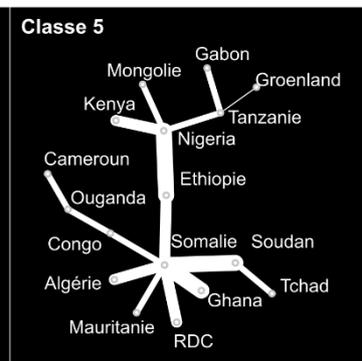 Classe 5
Gabon
Mongolie
Groenland
Kenya
Tanzanie
Nigeria
Cameroun
Ethiopie
Ouganda
Congo
Somalie
Soudan
Algérie
Tchad
Ghana
Mauritanie
RDC